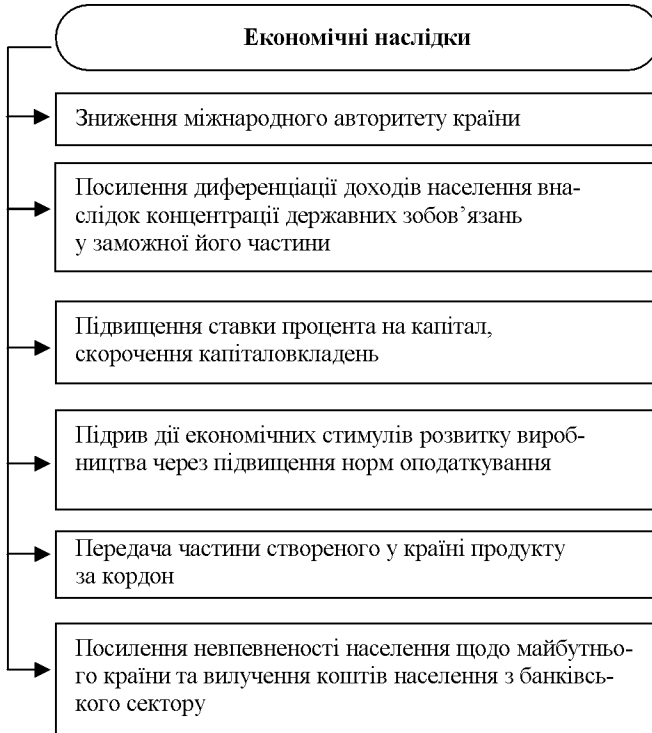 Економічні наслідки
Зниження міжнародного авторитету країни
Посилення диференціації доходів населення вна-
слідок концентрації державних зобов’язань
у заможної його частини
Підвищення ставки процента на капітал,
скорочення капіталовкладень
Підрив дії економічних стимулів розвитку вироб-
ництва через підвищення норм оподаткування
Передача частини створеного у країні продукту
за кордон
Посилення невпевненості населення щодо майбутньо-
го країни та вилучення коштів населення з банківсь-
кого сектору